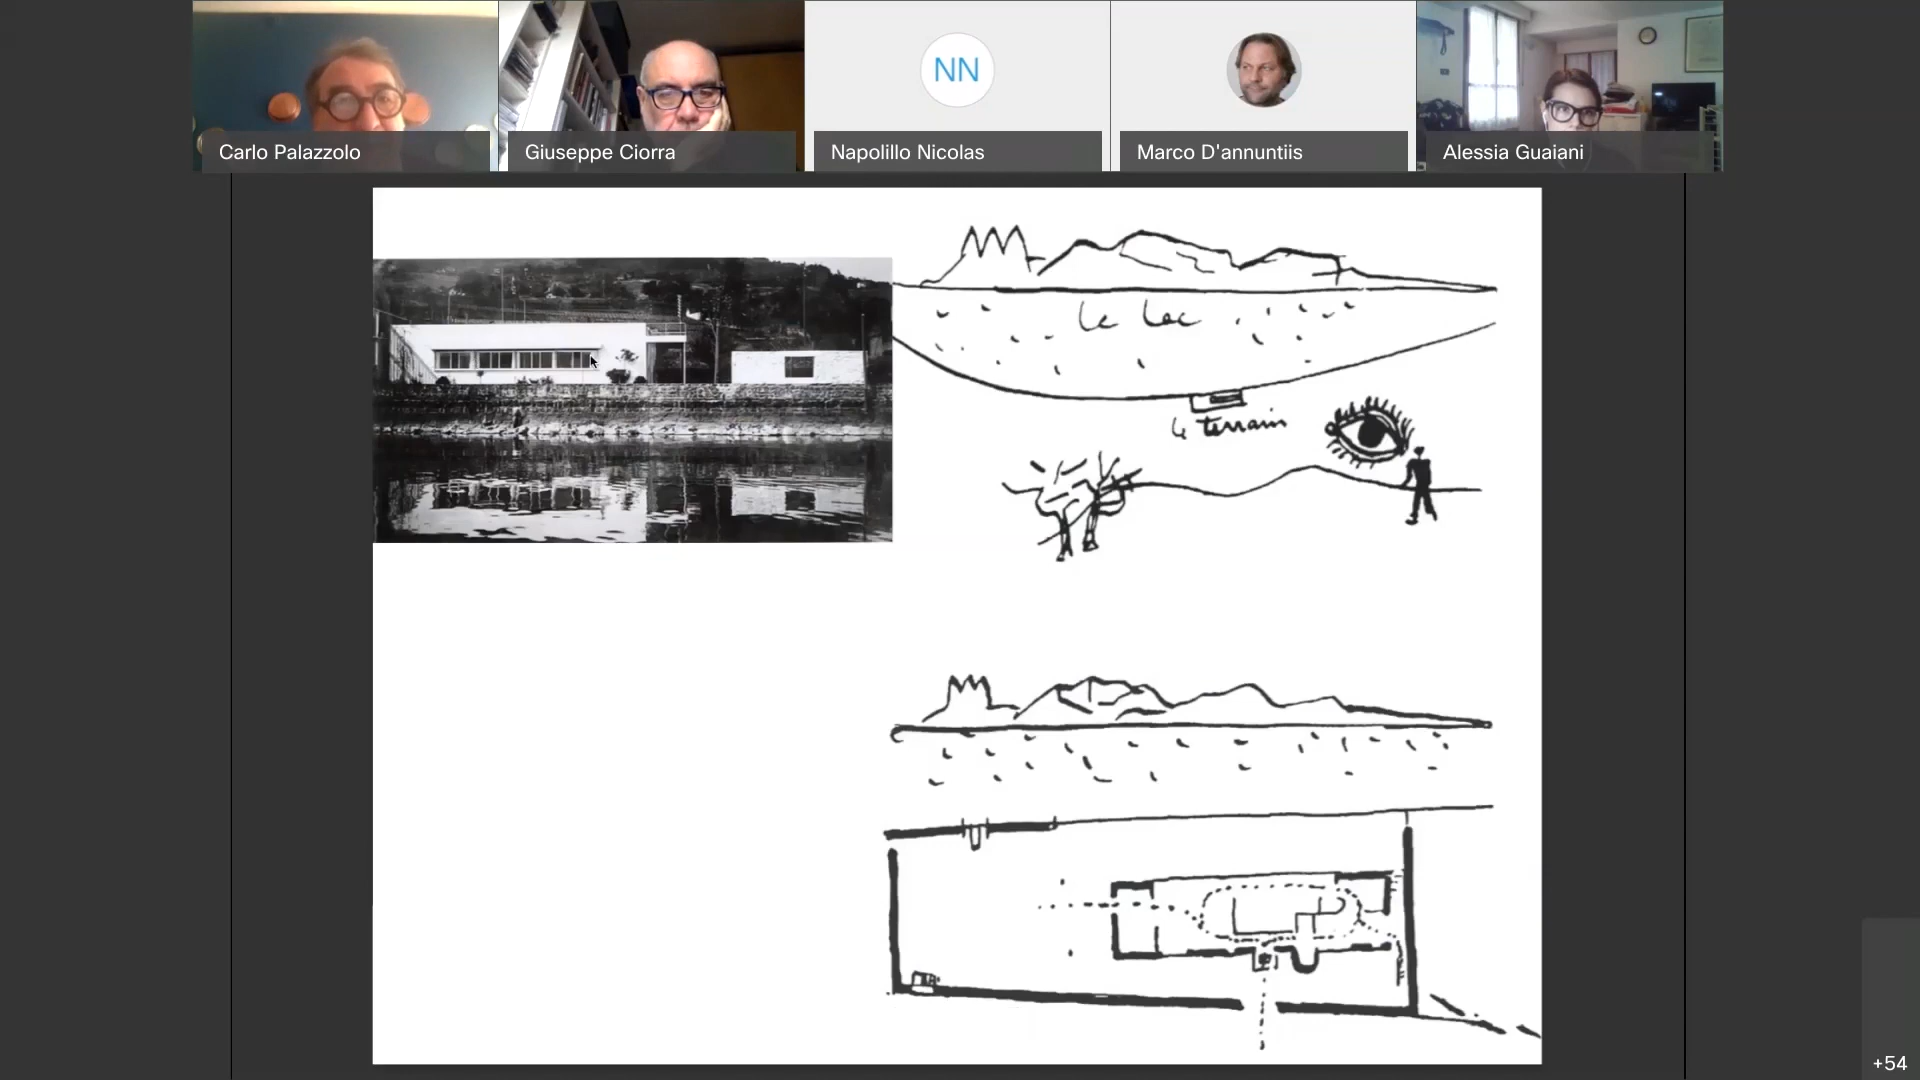 NN
Carlo Palazzolo
Giuseppe Ciorra
Napolillo Nicolas
Marco D'annuntiis
Alessia Guaiani
Le Lac
le terrain
+54